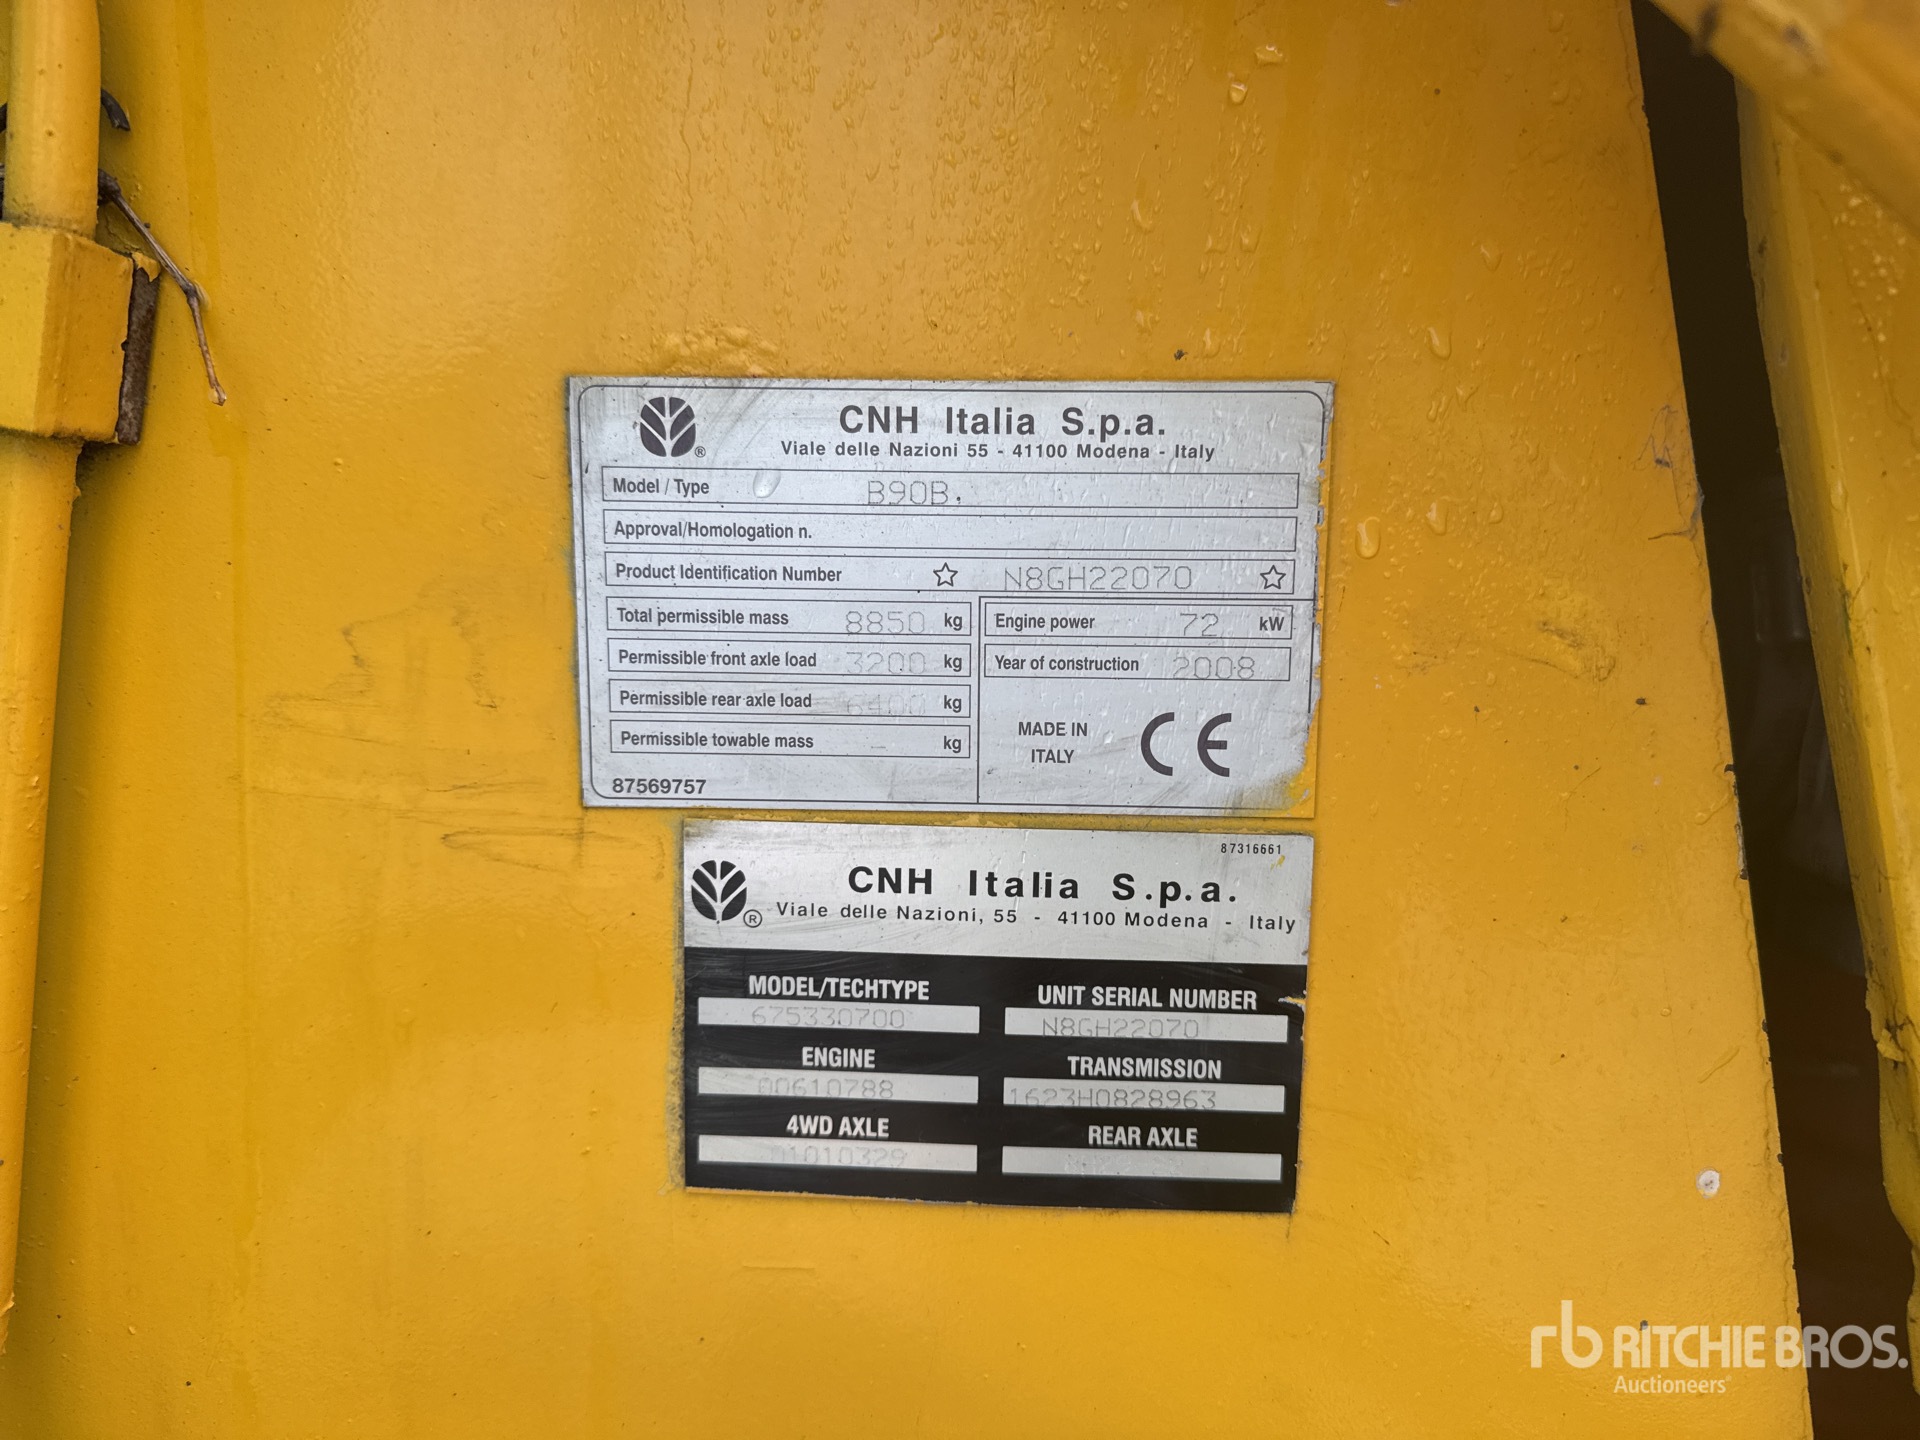 CNH Italia S.p.a.
Viale delle Nazioni 55 - 41100 Modena - Italy
®
Model / Type B90B.
Approval/Homologation n.
Product Identification Number ☆ N8GH22070 ☆
Total permissible mass 8850 kg
Engine power 72 kW
Permissible front axle load 3200 kg
Year of construction 2008
Permissible rear axle load 6400 kg
Permissible towable mass - kg
MADE IN
ITALY
CE
87569757
87316661
CNH Italia S.p.a.
® Viale delle Nazioni, 55 - 41100 Modena - Italy
MODEL/TECHTYPE UNIT SERIAL NUMBER
675330700 N8GH22070
ENGINE TRANSMISSION
00610788 1623H0828963
4WD AXLE REAR AXLE
01010329
rb RITCHIE BROS.
Auctioneers